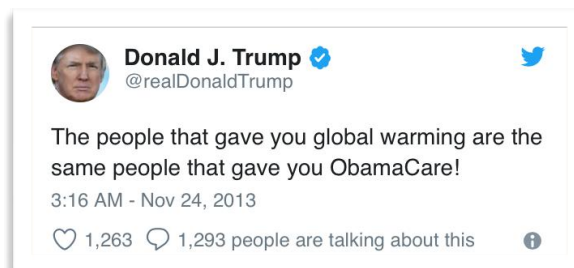 Donald J. Trump
@realDonaldTrump
The people that gave you global warming are the
same people that gave you ObamaCare!
3:16 AM - Nov 24, 2013
1,263 1,293 people are talking about this